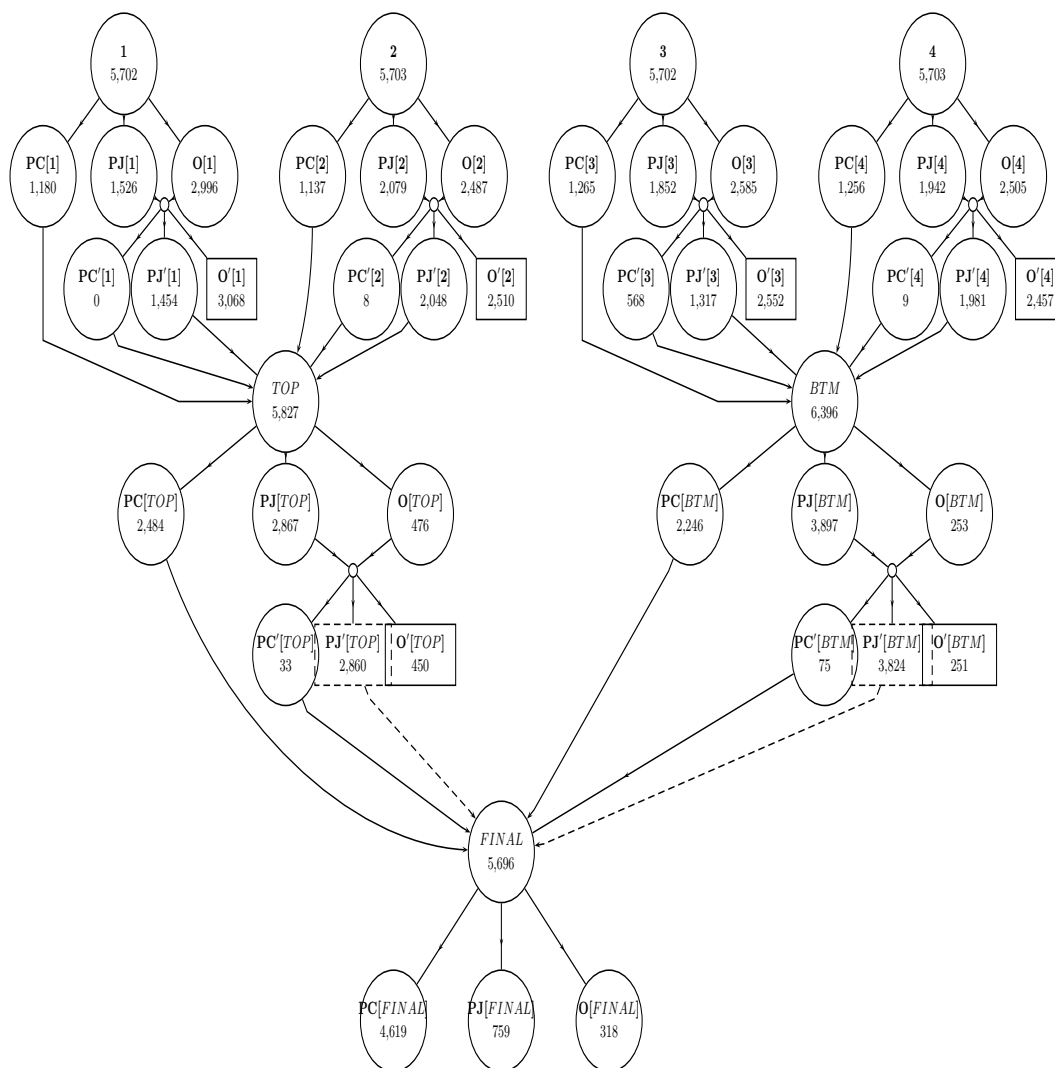 1 2 3 4
5,702 5,703 5,702 5,703
PC[1] PJ[1] O[1] PC[2] PJ[2] O[2] PC[3] PJ[3] O[3] PC[4] PJ[4] O[4]
1,180 1,526 2,996 1,137 2,079 2,487 1,265 1,852 2,585 1,256 1,942 2,505
PC′[1] PJ′[1] O′[1] PC′[2] PJ′[2] O′[2] PC′[3] PJ′[3] O′[3] PC′[4] PJ′[4] O′[4]
0 1,454 3,068 8 2,048 2,510 568 1,317 2,552 9 1,981 2,457
TOP BTM
5,827 6,396
PC[TOP] PJ[TOP] O[TOP] PC[BTM] PJ[BTM] O[BTM]
2,484 2,867 476 2,246 3,897 253
PC′[TOP] PJ′[TOP] O′[TOP] PC′[BTM] PJ′[BTM] O′[BTM]
33 2,860 450 75 3,824 251
FINAL
5,696
PC[FINAL] PJ[FINAL] O[FINAL]
4,619 759 318